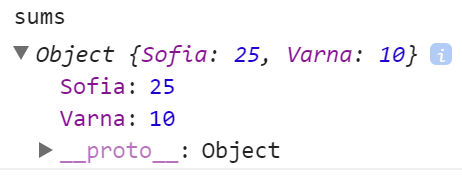 sums
Object {Sofia: 25, Varna: 10} i
Sofia: 25
Varna: 10
__proto__: Object